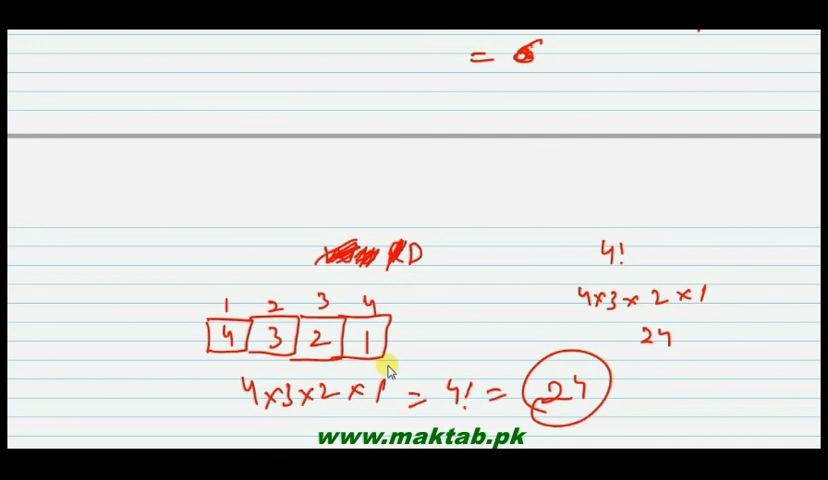 = 6
D
4!
1 2 3 4
4×3×2×1
4 3 2 1
24
4×3×2×1 = 4! = 24
www.maktab.pk